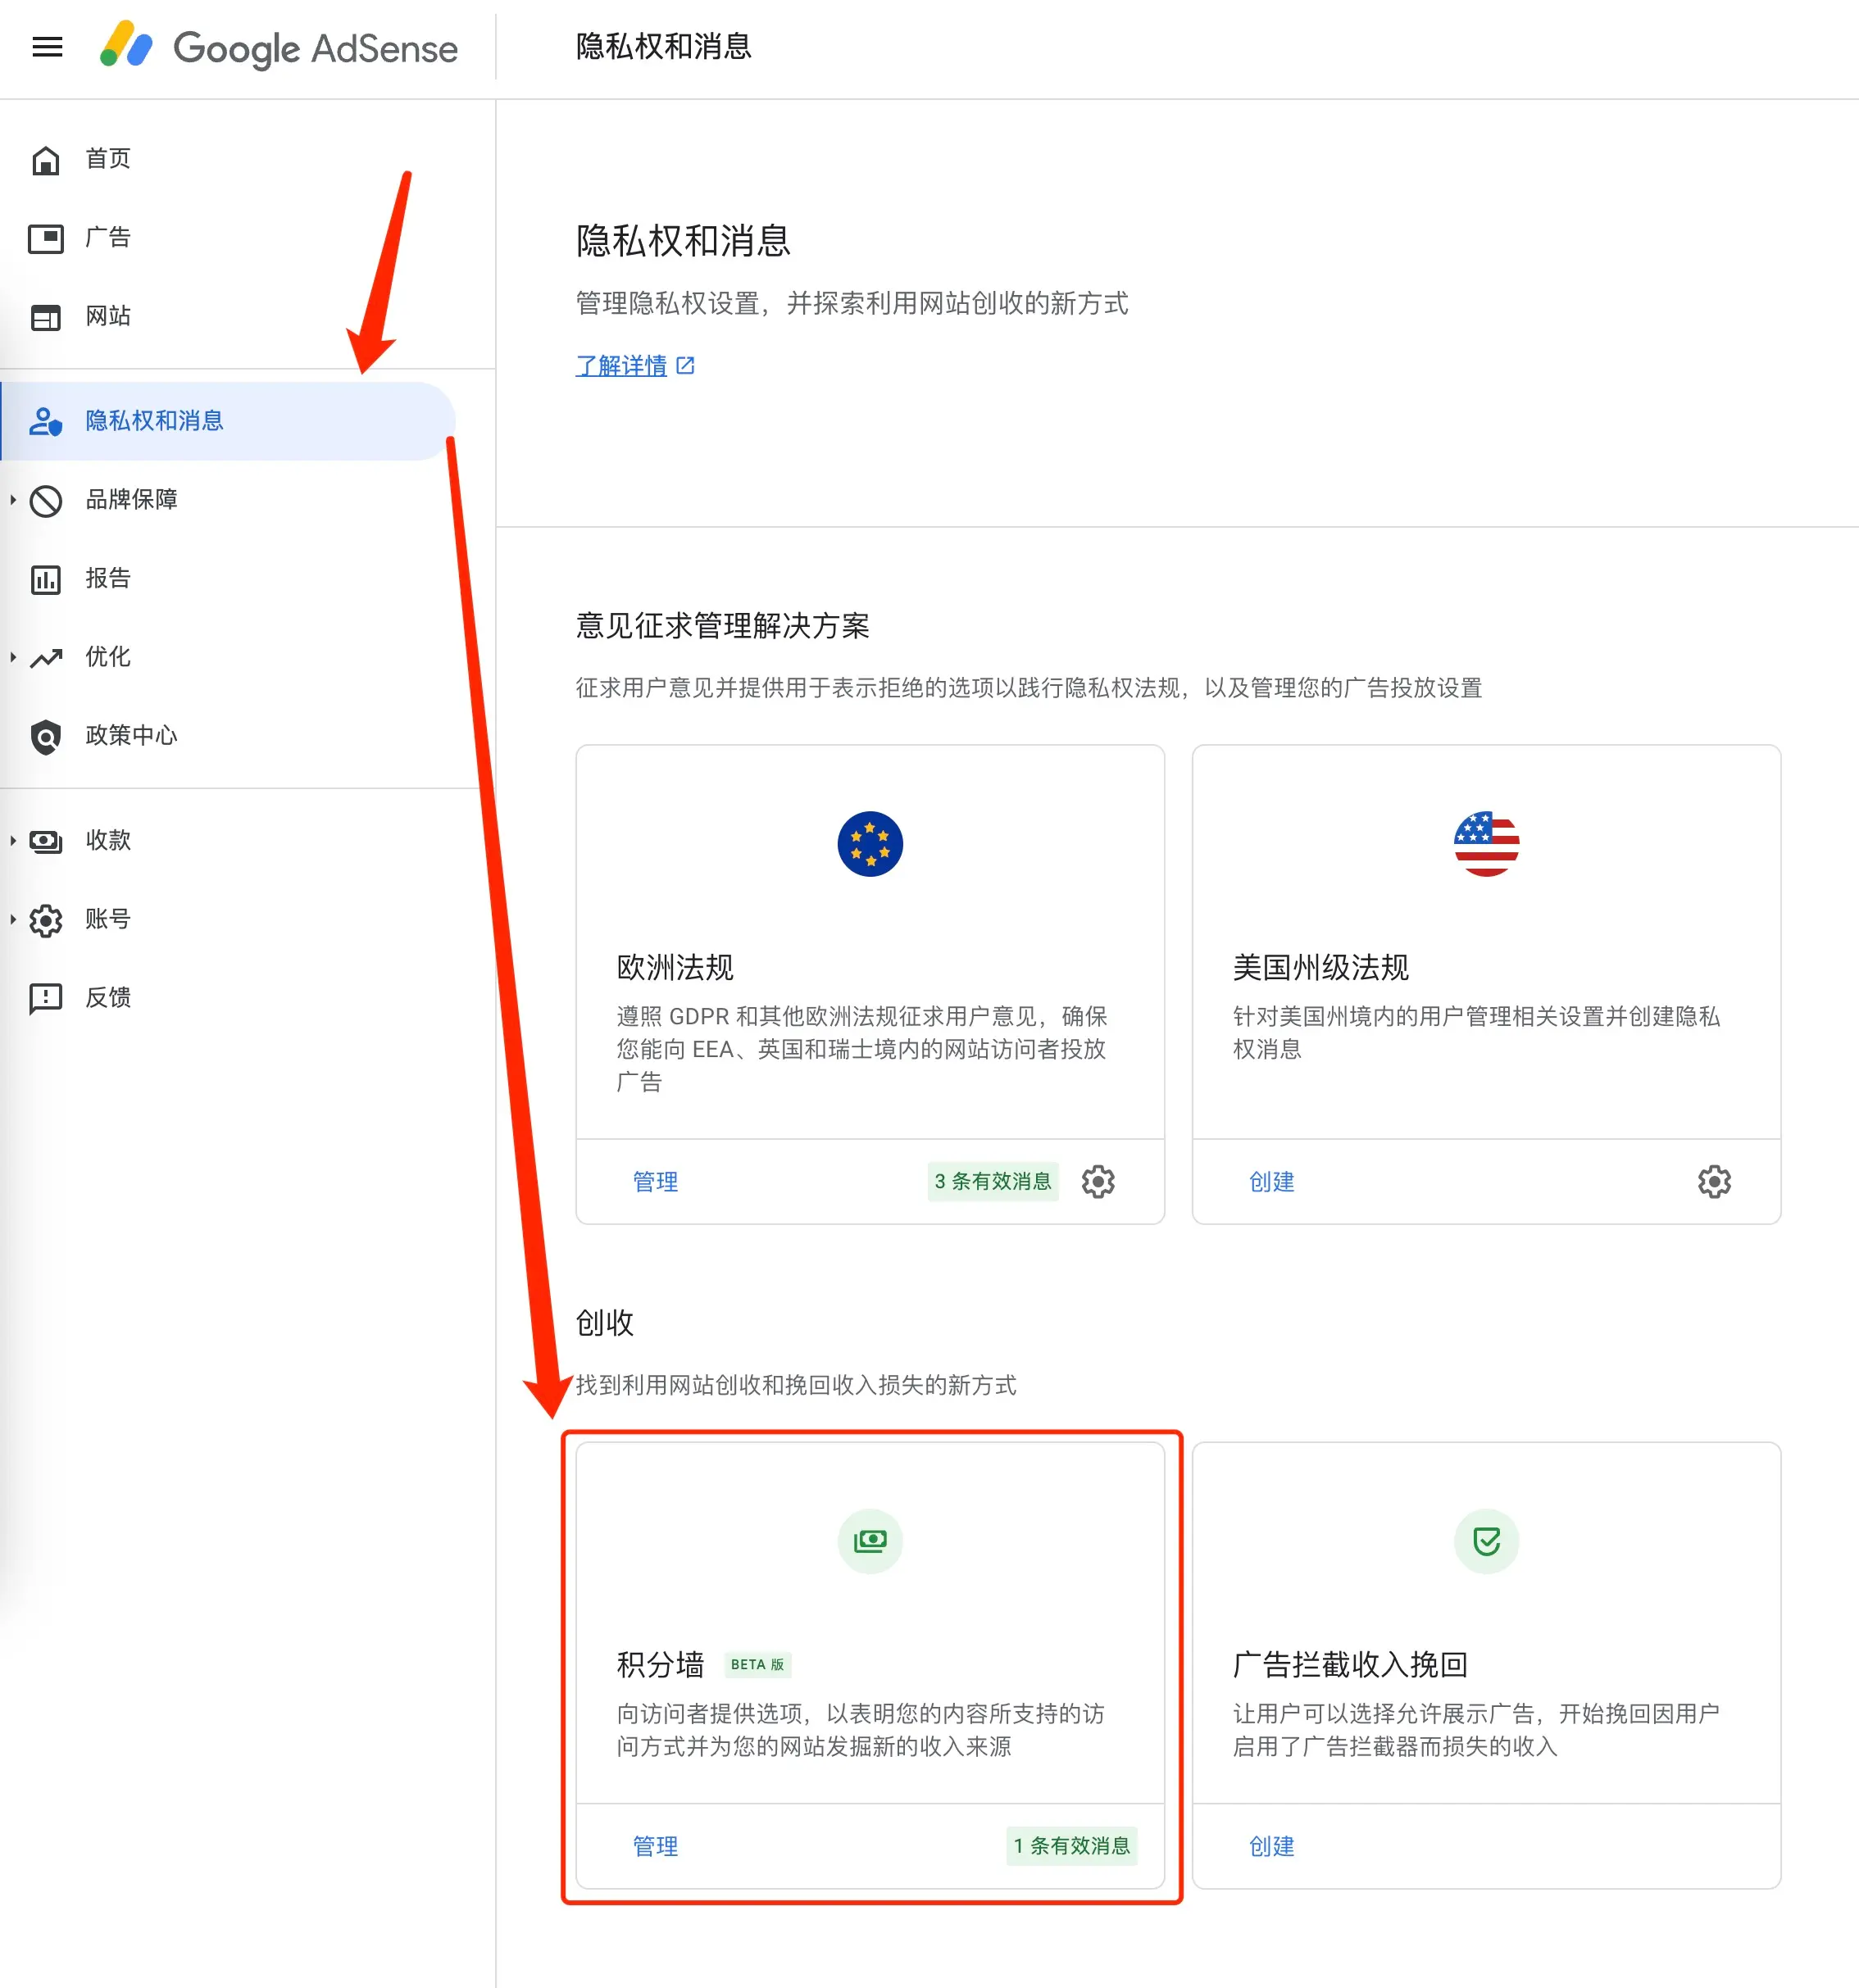 Google AdSense
隐私权和消息
首页
广告
网站
隐私权和消息
品牌保障
报告
优化
政策中心
收款
账号
反馈
隐私权和消息
管理隐私权设置，并探索利用网站创收的新方式
了解详情
意见征求管理解决方案
征求用户意见并提供用于表示拒绝的选项以践行隐私权法规，以及管理您的广告投放设置
欧洲法规
遵照 GDPR 和其他欧洲法规征求用户意见，确保
您能向 EEA、英国和瑞士境内的网站访问者投放
广告
管理
3 条有效消息
美国州级法规
针对美国州境内的用户管理相关设置并创建隐私
权消息
创建
创收
找到利用网站创收和挽回收入损失的新方式
积分墙 BETA 版
向访问者提供选项，以表明您的内容所支持的访
问方式并为您的网站发掘新的收入来源
管理
1 条有效消息
广告拦截收入挽回
让用户可以选择允许展示广告，开始挽回因用户
启用了广告拦截器而损失的收入
创建